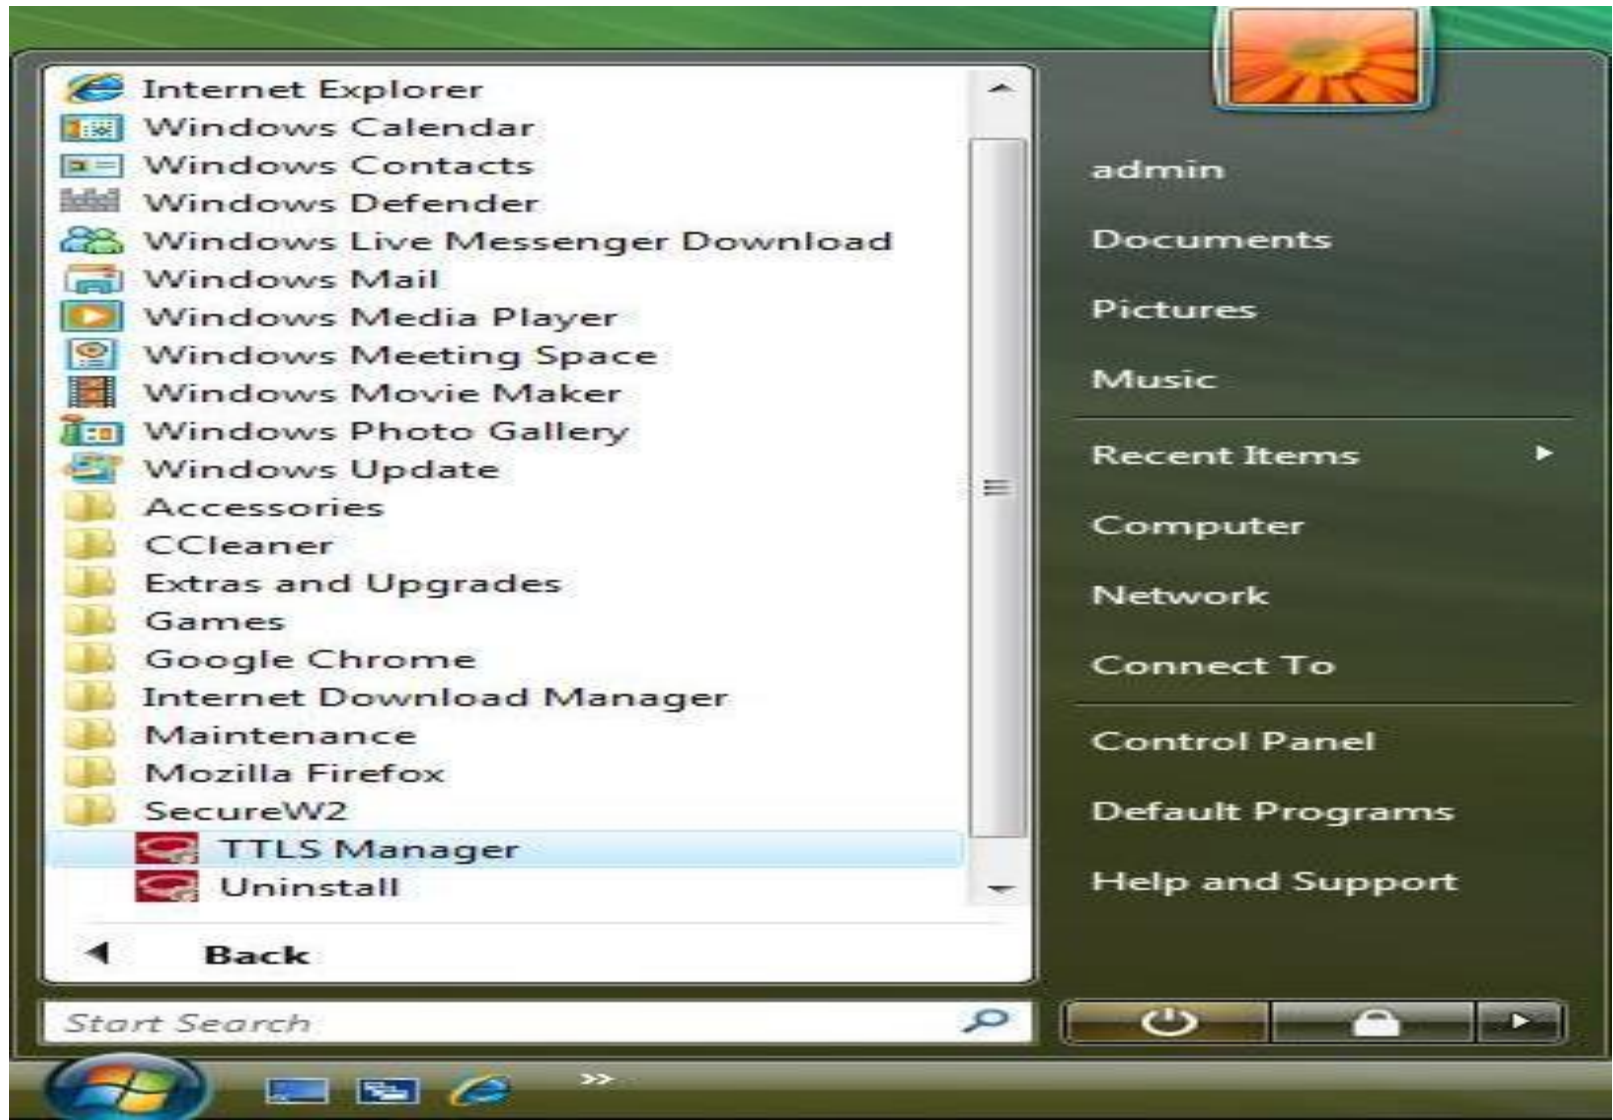 Internet Explorer
Windows Calendar
Windows Contacts
Windows Defender
Windows Live Messenger Download
Windows Mail
Windows Media Player
Windows Meeting Space
Windows Movie Maker
Windows Photo Gallery
Windows Update
Accessories
CCleaner
Extras and Upgrades
Games
Google Chrome
Internet Download Manager
Maintenance
Mozilla Firefox
SecureW2
TTLS Manager
Uninstall
Back
Start Search
admin
Documents
Pictures
Music
Recent Items
Computer
Network
Connect To
Control Panel
Default Programs
Help and Support